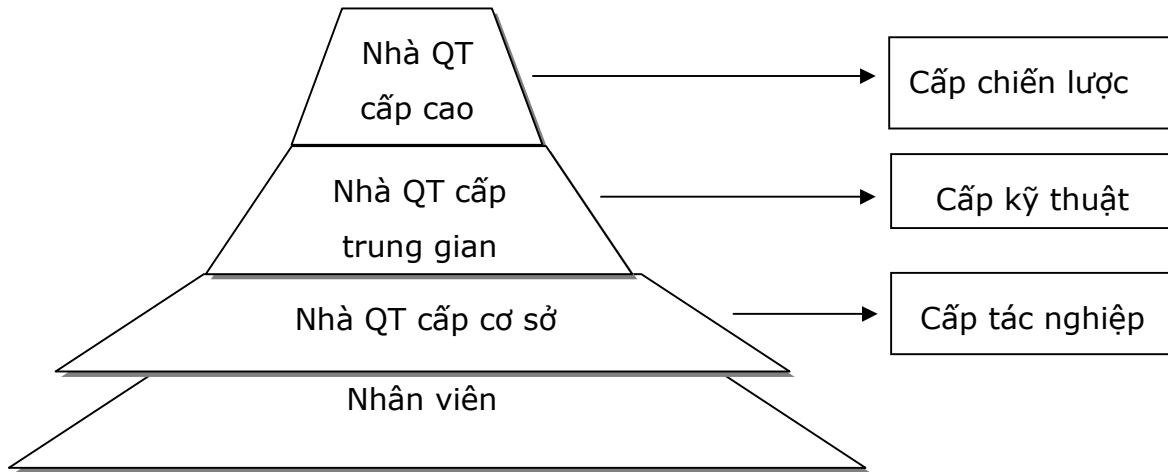 Nhà QT
cấp cao
Cấp chiến lược
Nhà QT cấp
trung gian
Cấp kỹ thuật
Nhà QT cấp cơ sở
Cấp tác nghiệp
Nhân viên